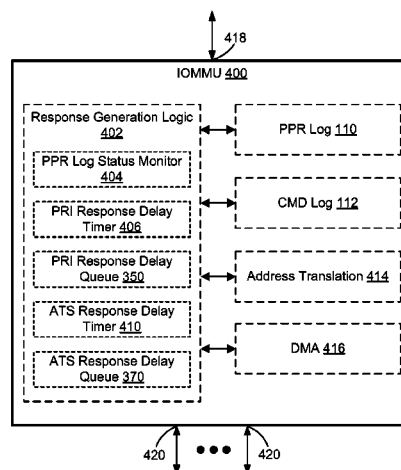 418
IOMMU 400
Response Generation Logic
402
PPR Log Status Monitor
404
PRI Response Delay
Timer 406
PRI Response Delay
Queue 350
ATS Response Delay
Timer 410
ATS Response Delay
Queue 370
PPR Log 110
CMD Log 112
Address Translation 414
DMA 416
420
420